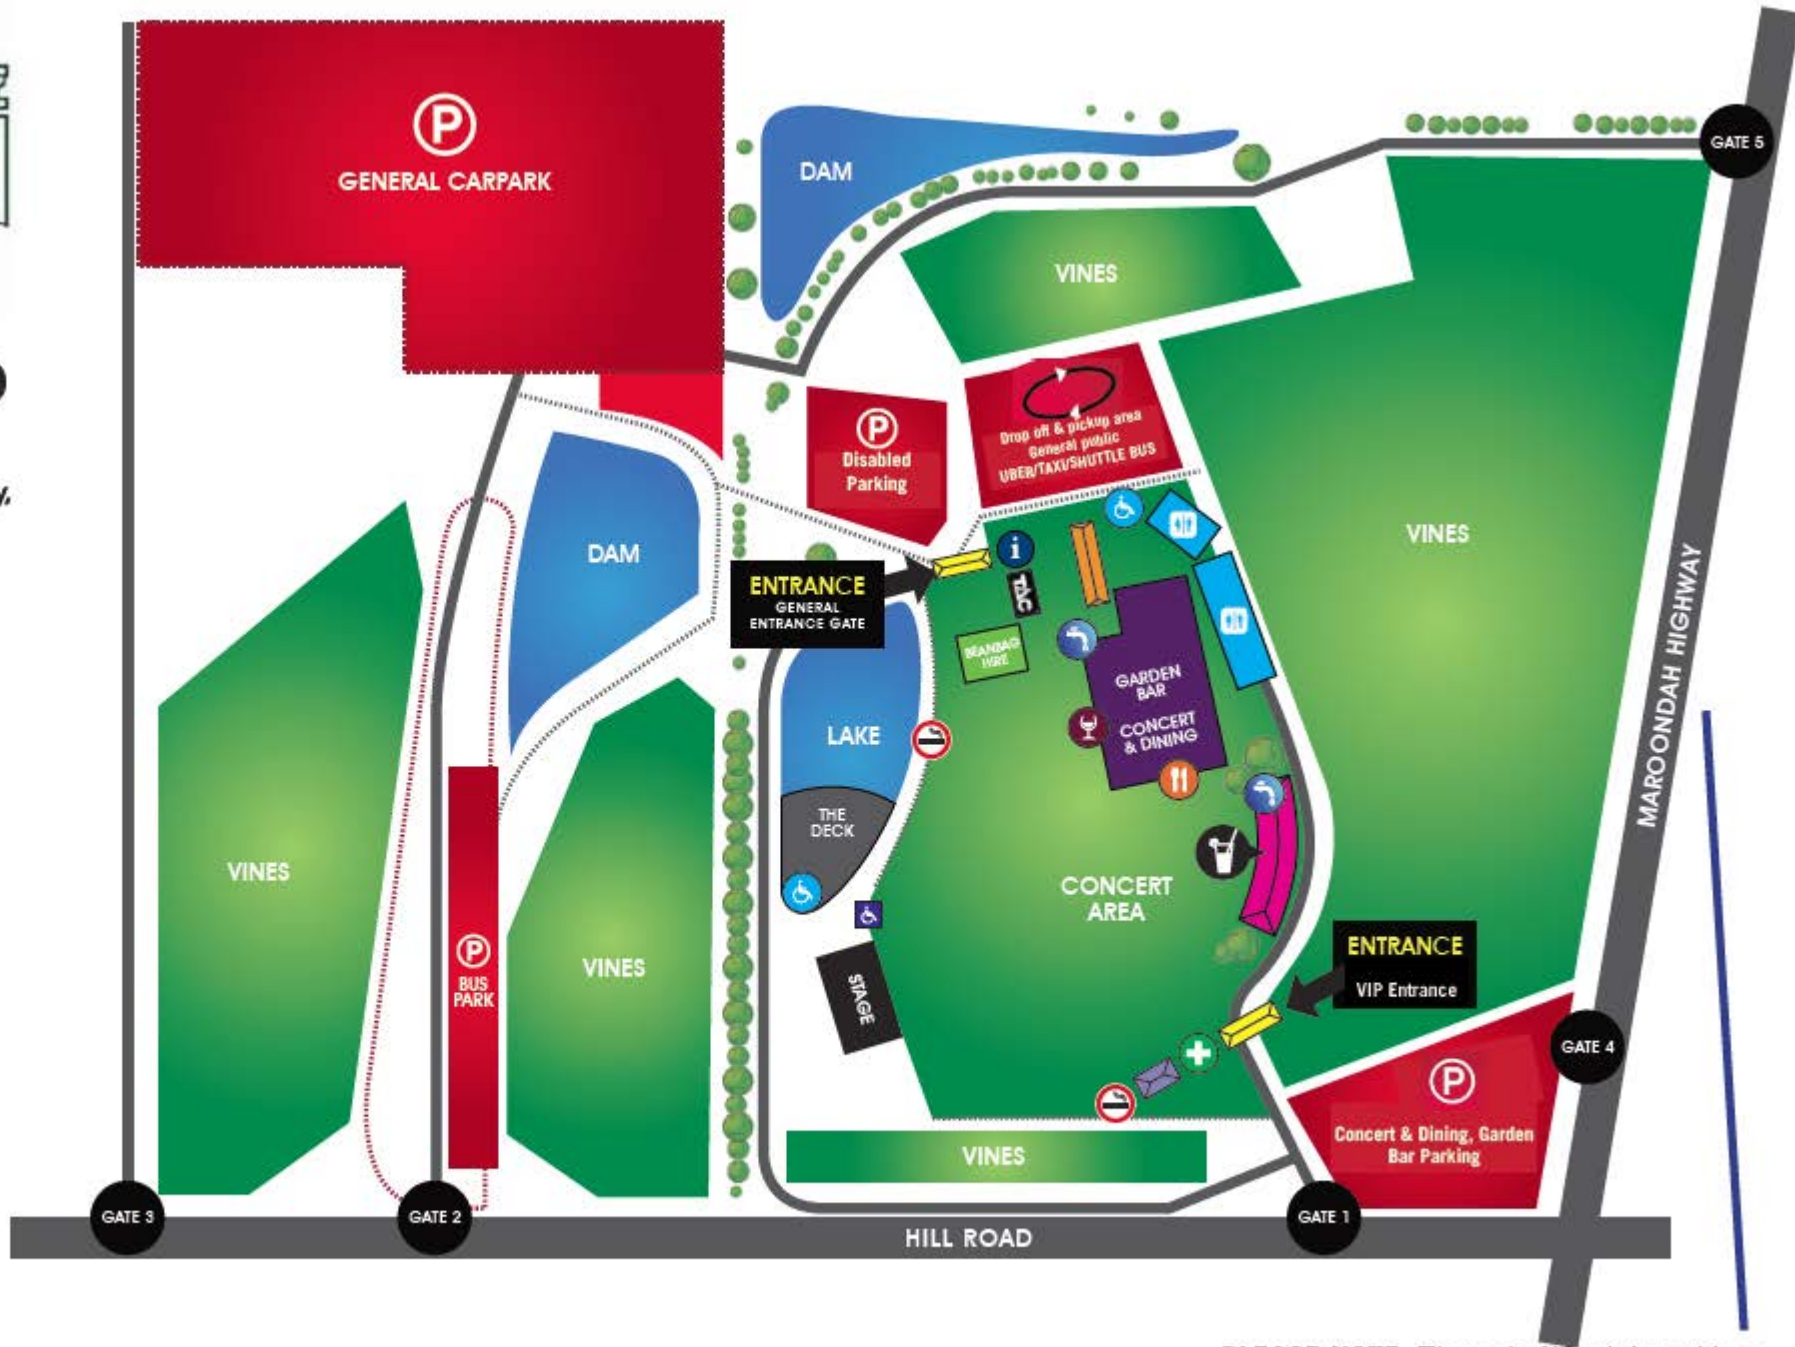 P
GENERAL CARPARK
DAM
GATE 5
VINES
P
Disabled
Parking
Drop off & pickup area
General public
UBER/TAXI/SHUTTLE BUS
DAM
VINES
ENTRANCE
GENERAL
ENTRANCE GATE
i
TAC
BEANBAG
HIRE
GARDEN
BAR
CONCERT
& DINING
LAKE
THE
DECK
MAROONDAH HIGHWAY
VINES
VINES
P
BUS
PARK
CONCERT
AREA
STAGE
ENTRANCE
VIP Entrance
GATE 4
P
Concert & Dining, Garden
Bar Parking
VINES
GATE 3
GATE 2
GATE 1
HILL ROAD